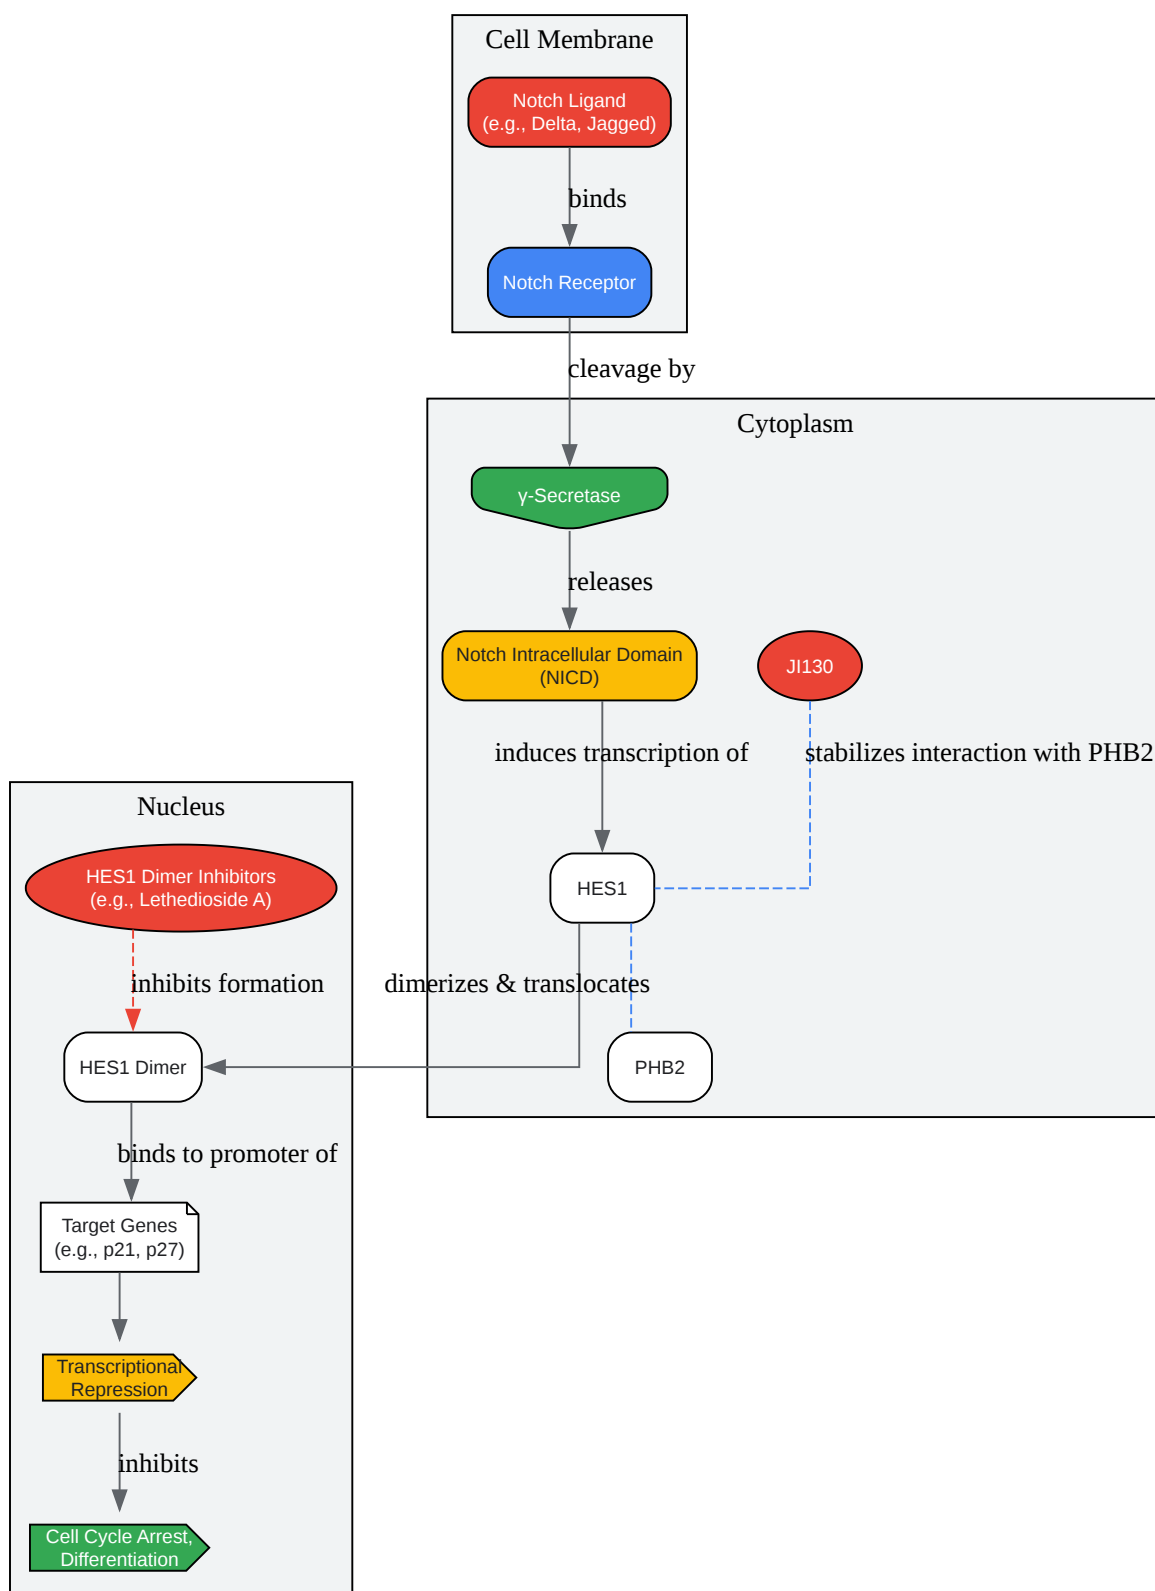 Cell Membrane
Notch Ligand
(e.g., Delta, Jagged)
binds
Notch Receptor
cleavage by
Cytoplasm
γ-Secretase
releases
Notch Intracellular Domain
(NICD)
JI130
induces transcription of
stabilizes interaction with PHB2
Nucleus
HES1 Dimer Inhibitors
(e.g., Lethedioside A)
HES1
inhibits formation
dimerizes & translocates
HES1 Dimer
PHB2
binds to promoter of
Target Genes
(e.g., p21, p27)
Transcriptional
Repression
inhibits
Cell Cycle Arrest,
Differentiation